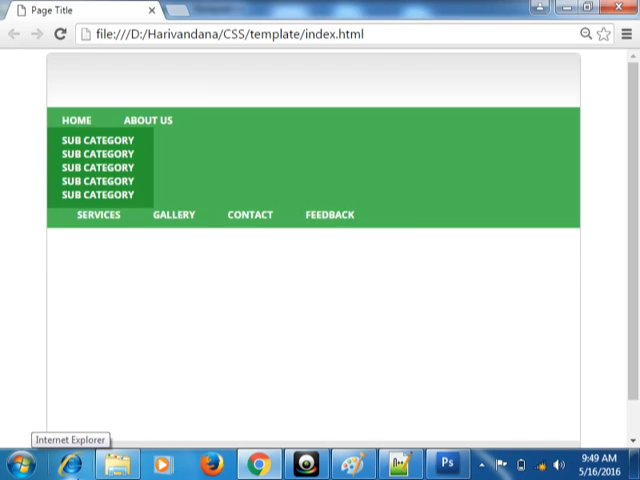 Page Title
file:///D:/Harivandana/CSS/template/index.html
HOME ABOUT US
SUB CATEGORY
SUB CATEGORY
SUB CATEGORY
SUB CATEGORY
SUB CATEGORY
SERVICES GALLERY CONTACT FEEDBACK
Internet Explorer
Ps
9:49 AM
5/16/2016